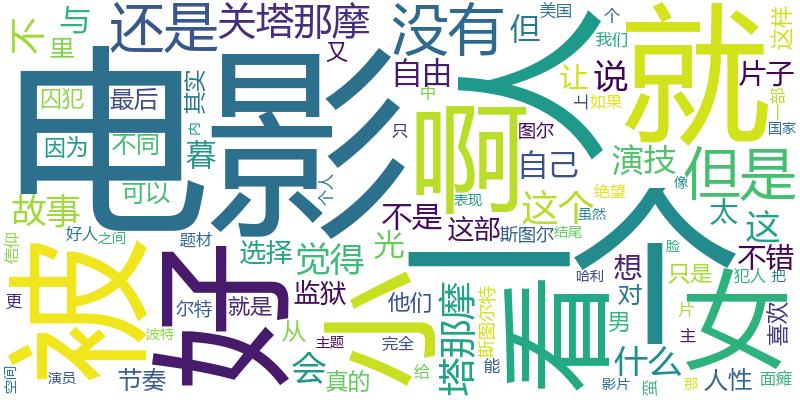 不 与 还是 关塔那摩 没有 但 美国 个 我们 这样
里 又
囚犯 最后 其实 自由 让 说 上 如果 片子 一部
电影 人 就
中 只 图尔 国家
因为 不同 暮 内 啊 自己 演技 但是
可以 个人 表现 绝望 像
故事 不是 这部 这个 虽然 太 这
好人 之间 题材 选择 觉得 光 斯图尔 结尾 脸 不错
信仰 一个
被 好 小 看 女
监狱 他们 塔那摩 斯图尔特 哈利 想 只是 犯人 把
更 尔特 就是 对 片 喜欢
波特 从 主题 完全 男 主
空间 演员 节奏 会 真的 给 能 什么 影片 蛮 那 人性 面瘫